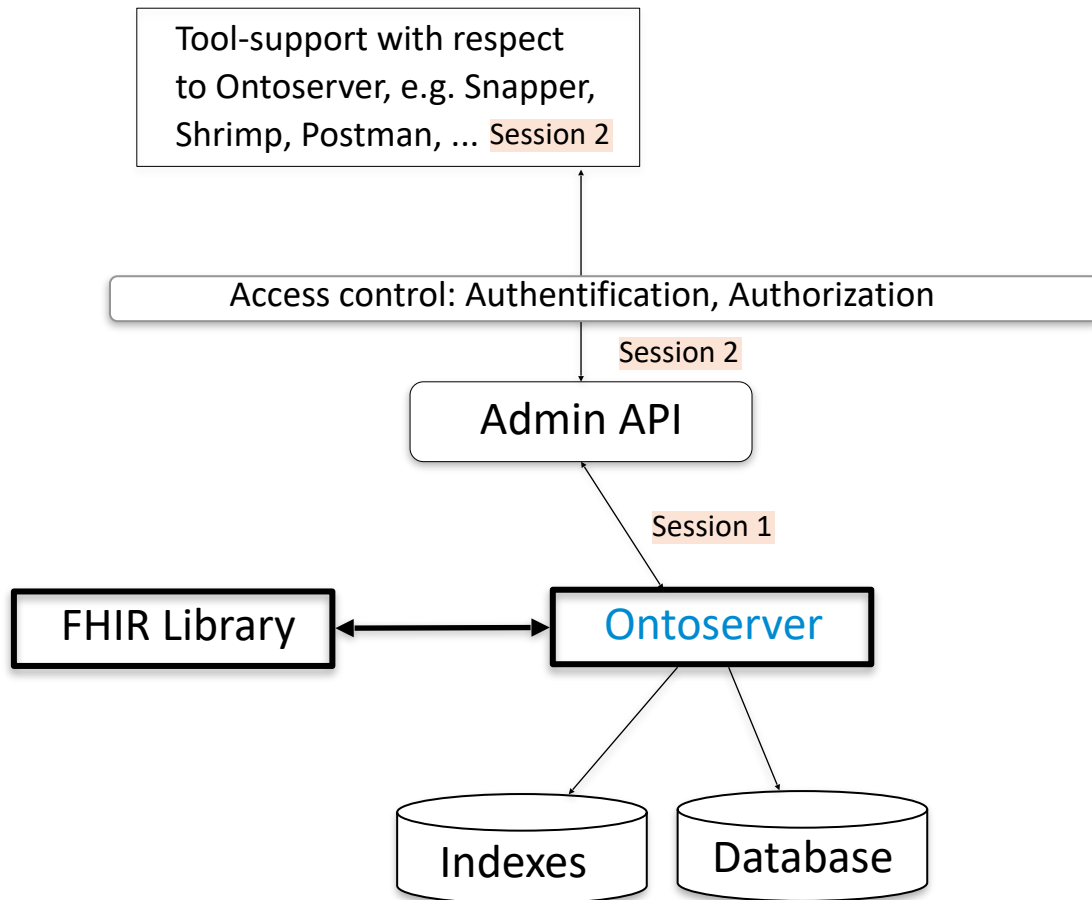 Tool-support with respect
to Ontoserver, e.g. Snapper,
Shrimp, Postman, ... Session 2
Access control: Authentification, Authorization
Session 2
Admin API
Session 1
FHIR Library
Ontoserver
Indexes
Database